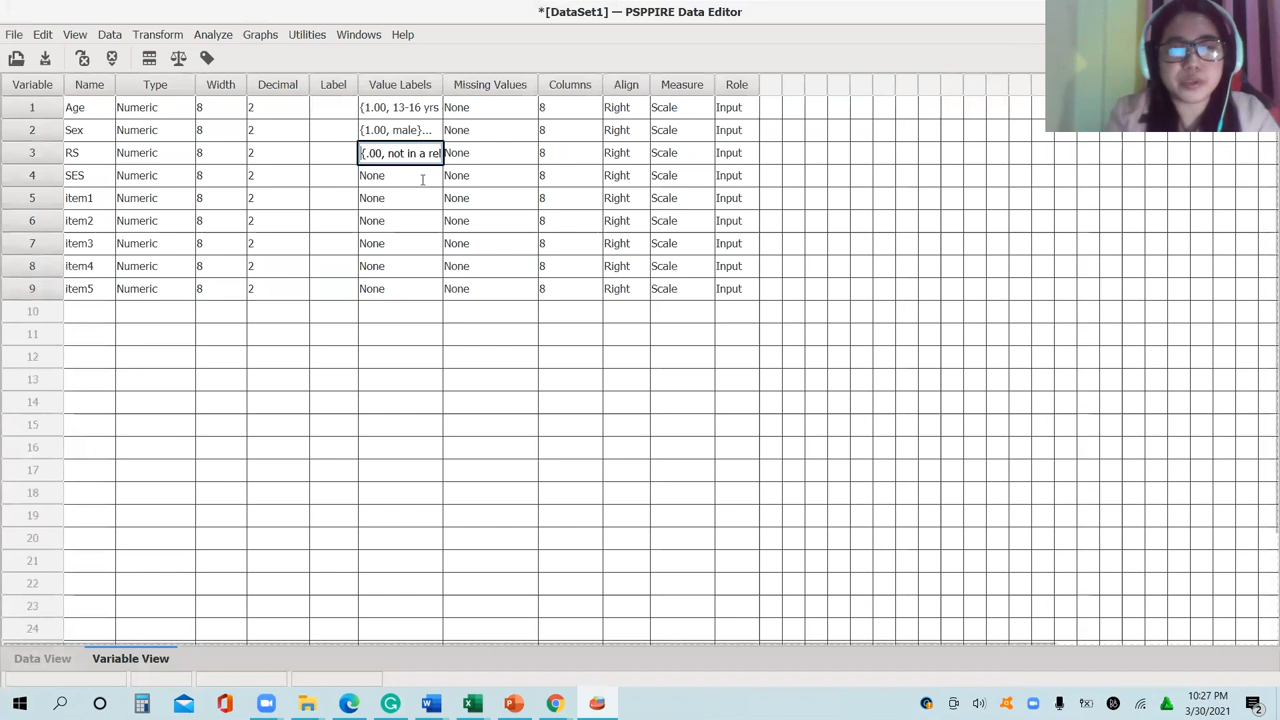 *[DataSet1] — PSPPIRE Data Editor
File Edit View Data Transform Analyze Graphs Utilities Windows Help
Variable Name Type Width Decimal Label Value Labels Missing Values Columns Align Measure Role
1 Age Numeric 8 2 {1.00, 13-16 yrs None 8 Right Scale Input
2 Sex Numeric 8 2 {1.00, male}... None 8 Right Scale Input
3 RS Numeric 8 2 {.00, not in a rel None 8 Right Scale Input
4 SES Numeric 8 2 None None 8 Right Scale Input
5 item1 Numeric 8 2 None None 8 Right Scale Input
6 item2 Numeric 8 2 None None 8 Right Scale Input
7 item3 Numeric 8 2 None None 8 Right Scale Input
8 item4 Numeric 8 2 None None 8 Right Scale Input
9 item5 Numeric 8 2 None None 8 Right Scale Input
10
11
12
13
14
15
16
17
18
19
20
21
22
23
24
Data View Variable View
10:27 PM
3/30/2021
2